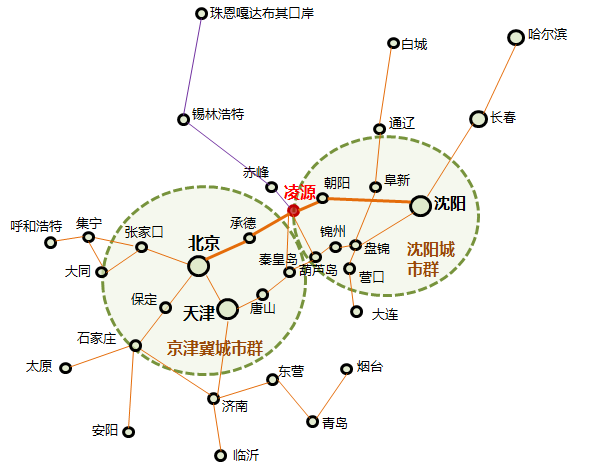 珠恩嘎达布其口岸
哈尔滨
白城
锡林浩特
长春
通辽
赤峰
凌源
朝阳
阜新
沈阳
呼和浩特
集宁
张家口
承德
北京
锦州
盘锦
沈阳城
市群
大同
秦皇岛
葫芦岛
营口
保定
天津
唐山
大连
石家庄
京津冀城市群
太原
东营
烟台
济南
安阳
青岛
临沂